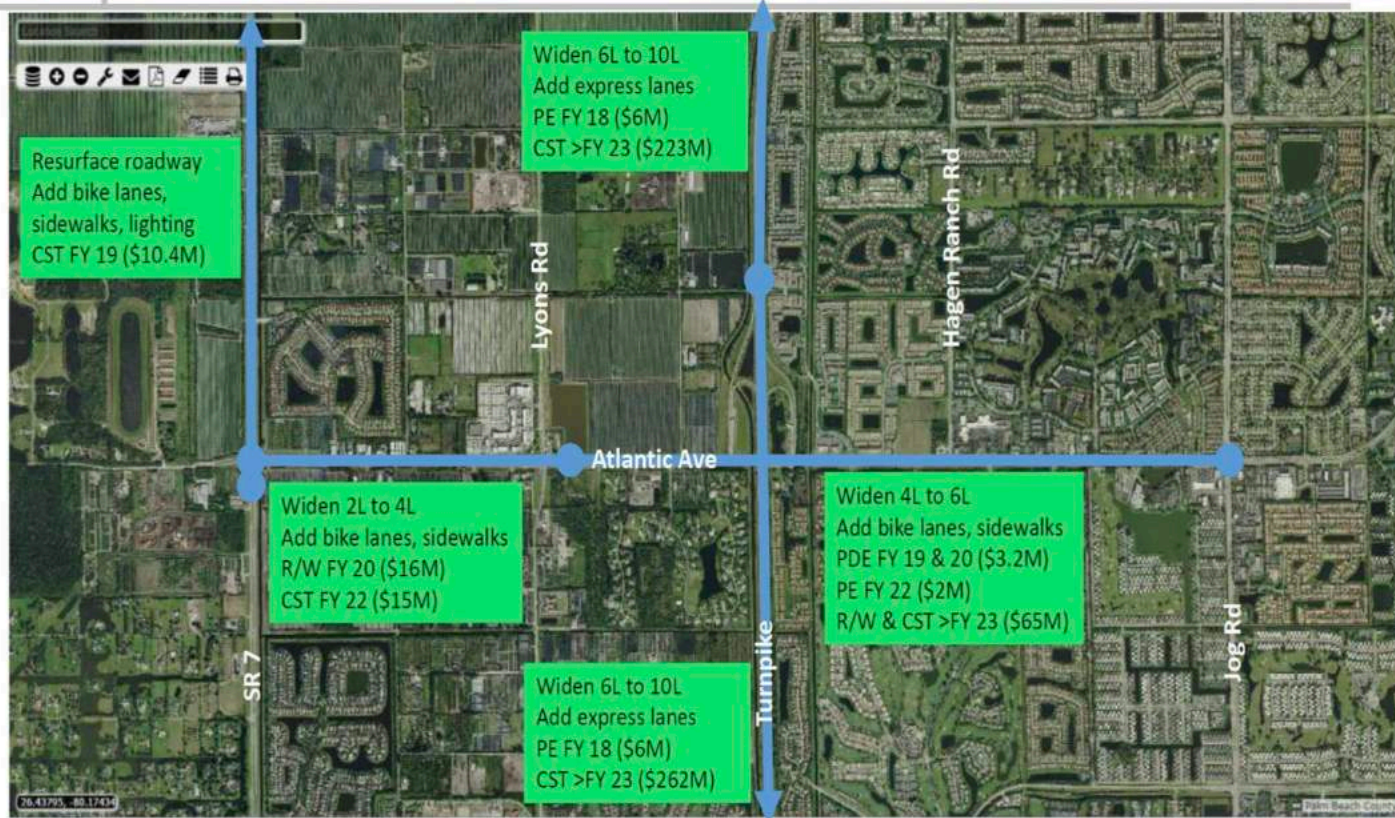 Widen 6L to 10L
Add express lanes
PE FY 18 ($6M)
CST >FY 23 ($223M)
Resurface roadway
Add bike lanes,
sidewalks, lighting
CST FY 19 ($10.4M)
Lyons Rd
Hagen Ranch Rd
Atlantic Ave
Widen 2L to 4L
Add bike lanes, sidewalks
R/W FY 20 ($16M)
CST FY 22 ($15M)
Widen 4L to 6L
Add bike lanes, sidewalks
PDE FY 19 & 20 ($3.2M)
PE FY 22 ($2M)
R/W & CST >FY 23 ($65M)
SR 7
Turnpike
Jog Rd
Widen 6L to 10L
Add express lanes
PE FY 18 ($6M)
CST >FY 23 ($262M)
26.43795, -80.17434
Palm Beach County